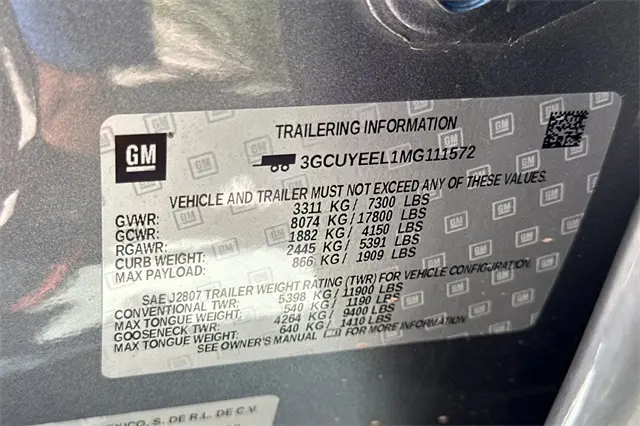 GM
TRAILERING INFORMATION
3GCUYEEL1MG111572
VEHICLE AND TRAILER MUST NOT EXCEED ANY OF THESE VALUES.
GVWR: 3311 KG/ 7300 LBS
GCWR: 8074 KG/ 17800 LBS
RGAWR: 1882 KG/ 4150 LBS
CURB WEIGHT: 2445 KG/ 5391 LBS
MAX PAYLOAD: 866 KG/ 1909 LBS
SAE J2807 TRAILER WEIGHT RATING (TWR) FOR VEHICLE CONFIGURATION.
CONVENTIONAL TWR: 5398 KG/ 11900 LBS
MAX TONGUE WEIGHT: 540 KG/ 1190 LBS
GOOSENECK TWR: 4264 KG/ 9400 LBS
MAX TONGUE WEIGHT: 640 KG/ 1410 LBS
SEE OWNER'S MANUAL FOR MORE INFORMATION
S. DE R.L. DE C.V.